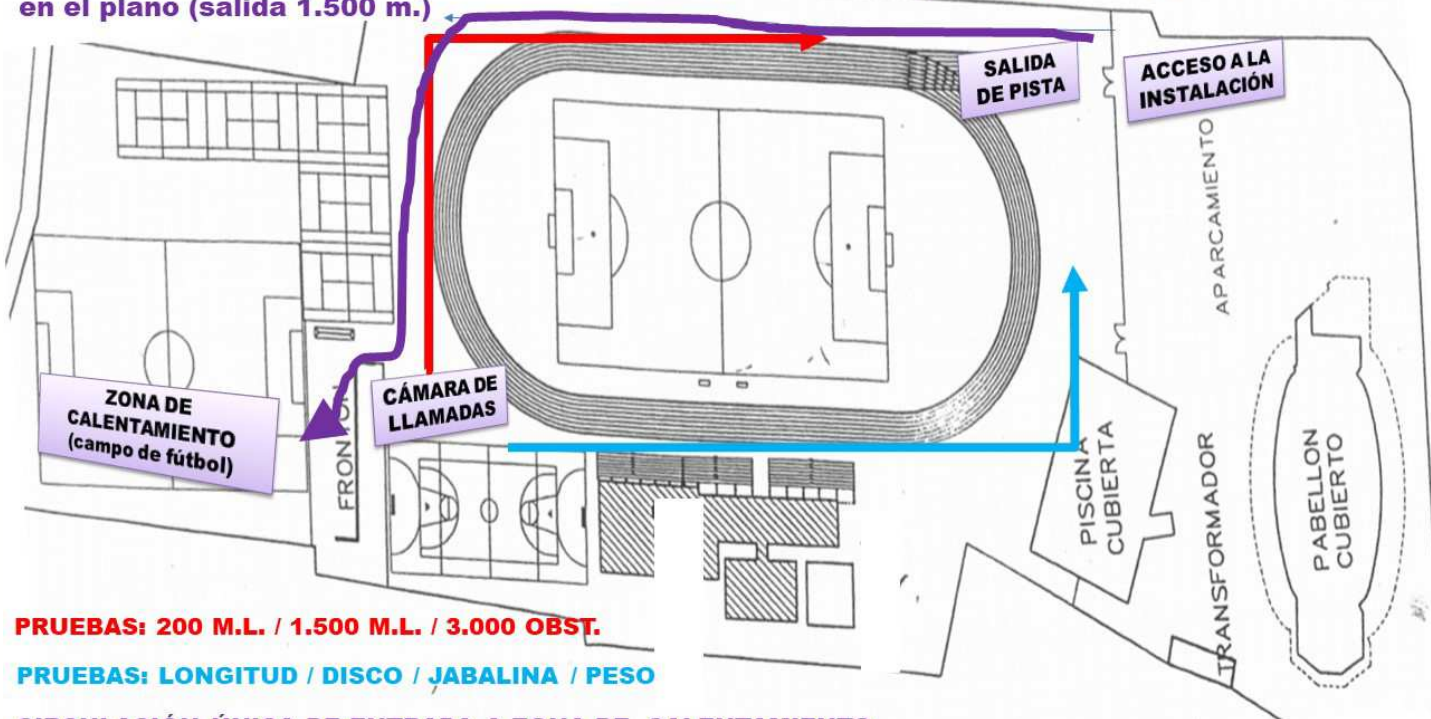 en el plano (salida 1.500 m.)
SALIDA
DE PISTA
ACCESO A LA
INSTALACIÓN
APARCAMIENTO
ZONA DE
CALENTAMIENTO
(campo de fútbol)
CÁMARA DE
LLAMADAS
PISCINA
CUBIERTA
TRANSFORMADOR
PABELLON
CUBIERTO
PRUEBAS: 200 M.L. / 1.500 M.L. / 3.000 OBST.
PRUEBAS: LONGITUD / DISCO / JABALINA / PESO